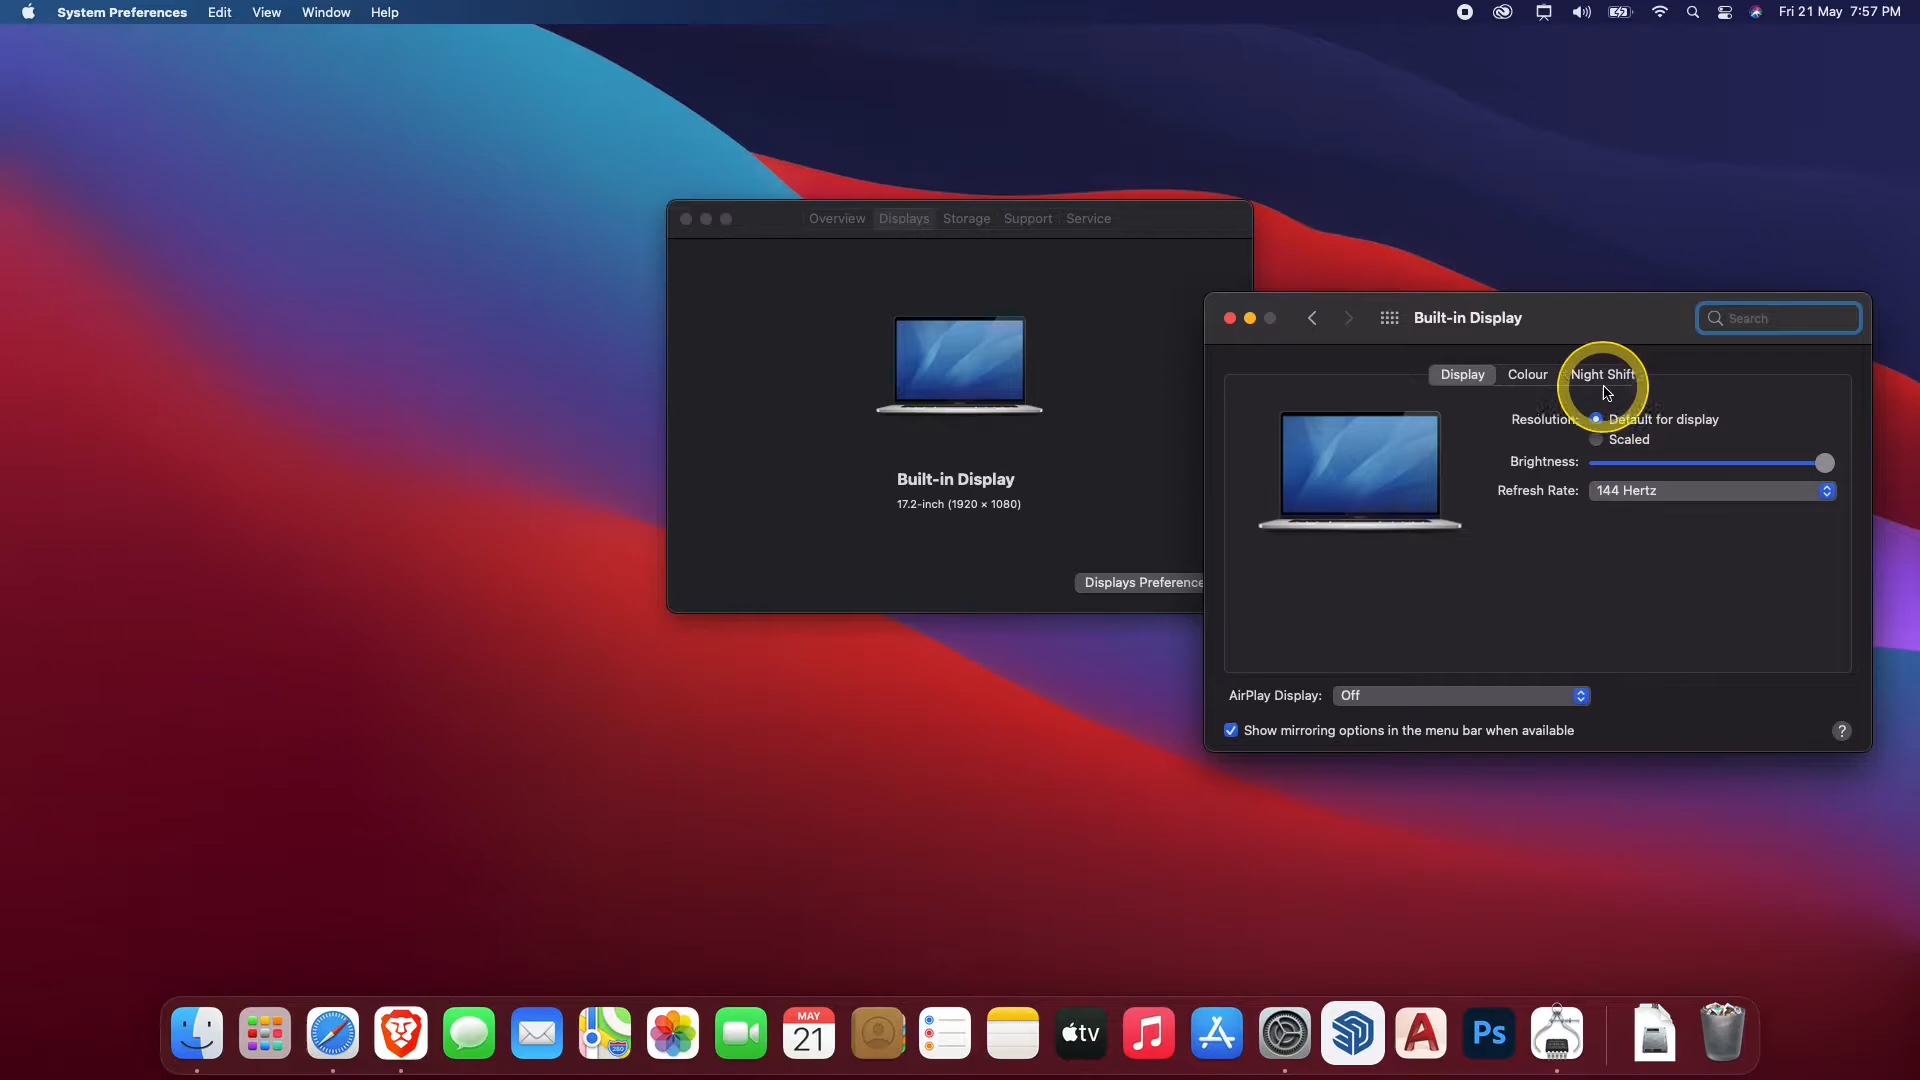 System Preferences Edit View Window Help
Fri 21 May 7:57 PM
Overview Displays Storage Support Service
Built-in Display
17.2-inch (1920 × 1080)
Displays Preference
Built-in Display
Search
Display Colour Night Shift
Resolution: Default for display
Scaled
Brightness:
Refresh Rate: 144 Hertz
AirPlay Display: Off
Show mirroring options in the menu bar when available
?
MAY
21
280
tv
A
Ps